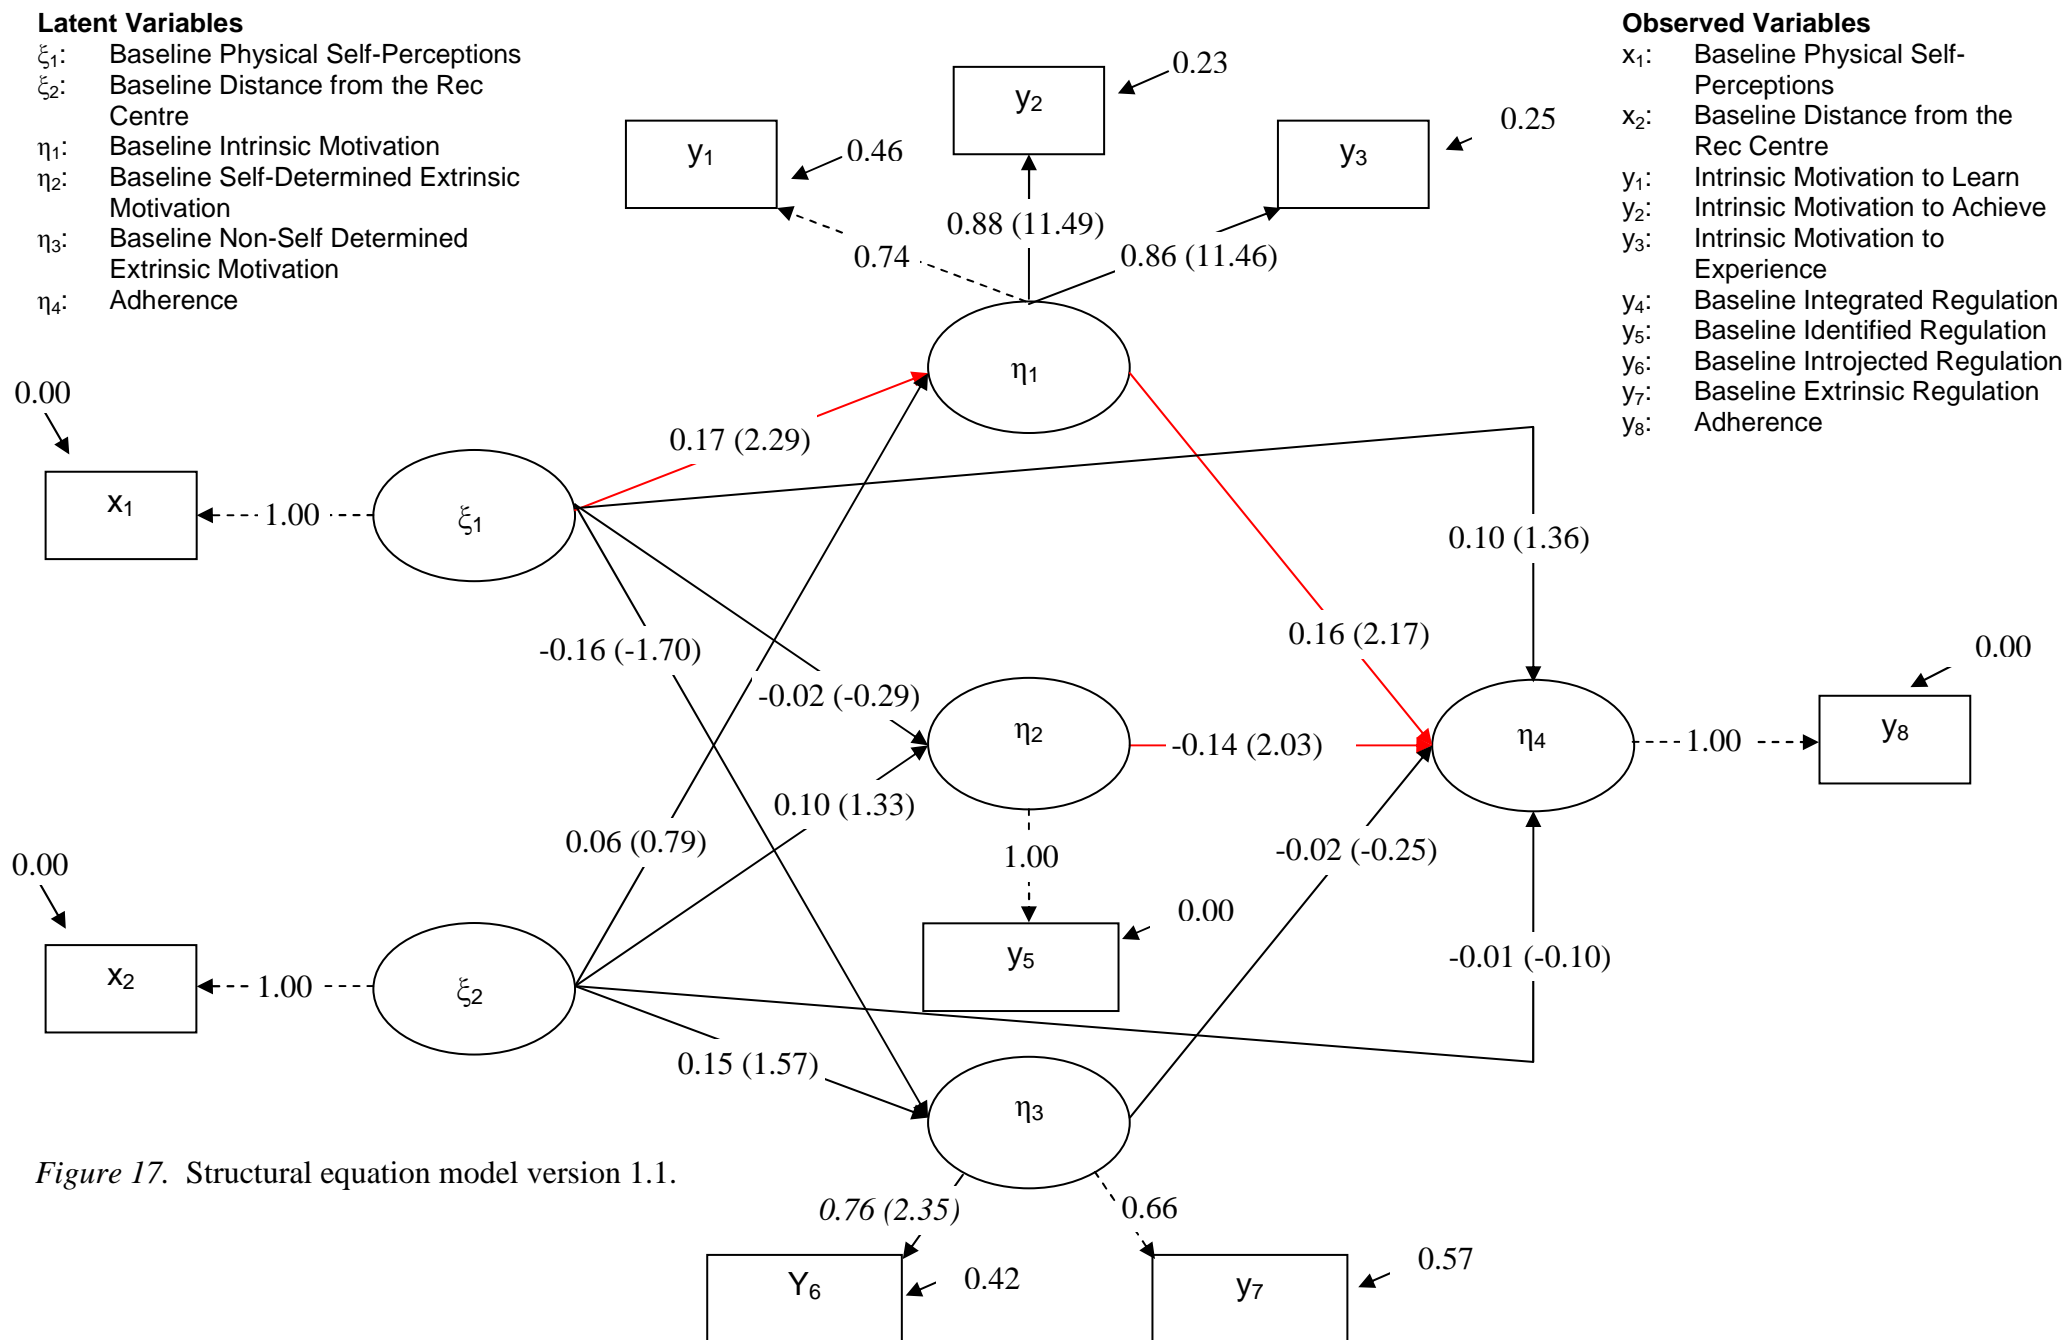 Latent Variables
ξ1: Baseline Physical Self-Perceptions
ξ2: Baseline Distance from the Rec
Centre
η1: Baseline Intrinsic Motivation
η2: Baseline Self-Determined Extrinsic
Motivation
η3: Baseline Non-Self Determined
Extrinsic Motivation
η4: Adherence
Observed Variables
x1: Baseline Physical Self-
Perceptions
x2: Baseline Distance from the
Rec Centre
y1: Intrinsic Motivation to Learn
y2: Intrinsic Motivation to Achieve
y3: Intrinsic Motivation to
Experience
y4: Baseline Integrated Regulation
y5: Baseline Identified Regulation
y6: Baseline Introjected Regulation
y7: Baseline Extrinsic Regulation
y8: Adherence
y2
0.23
y1
0.46
y3
0.25
0.88 (11.49)
0.74
0.86 (11.46)
η1
0.00
0.17 (2.29)
x1
1.00
ξ1
0.10 (1.36)
-0.16 (-1.70)
0.16 (2.17)
0.00
-0.02 (-0.29)
η2
-0.14 (2.03)
η4
1.00
y8
0.10 (1.33)
0.06 (0.79)
1.00
-0.02 (-0.25)
0.00
x2
1.00
ξ2
y5
0.00
-0.01 (-0.10)
0.15 (1.57)
η3
Figure 17. Structural equation model version 1.1.
0.76 (2.35)
0.66
Y6
0.42
y7
0.57